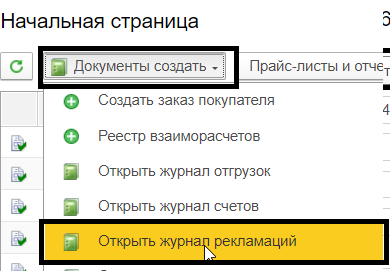 Начальная страница
Документы создать
Прайс-листы и отче
Создать заказ покупателя
Реестр взаиморасчетов
Открыть журнал отгрузок
Открыть журнал счетов
Открыть журнал рекламаций